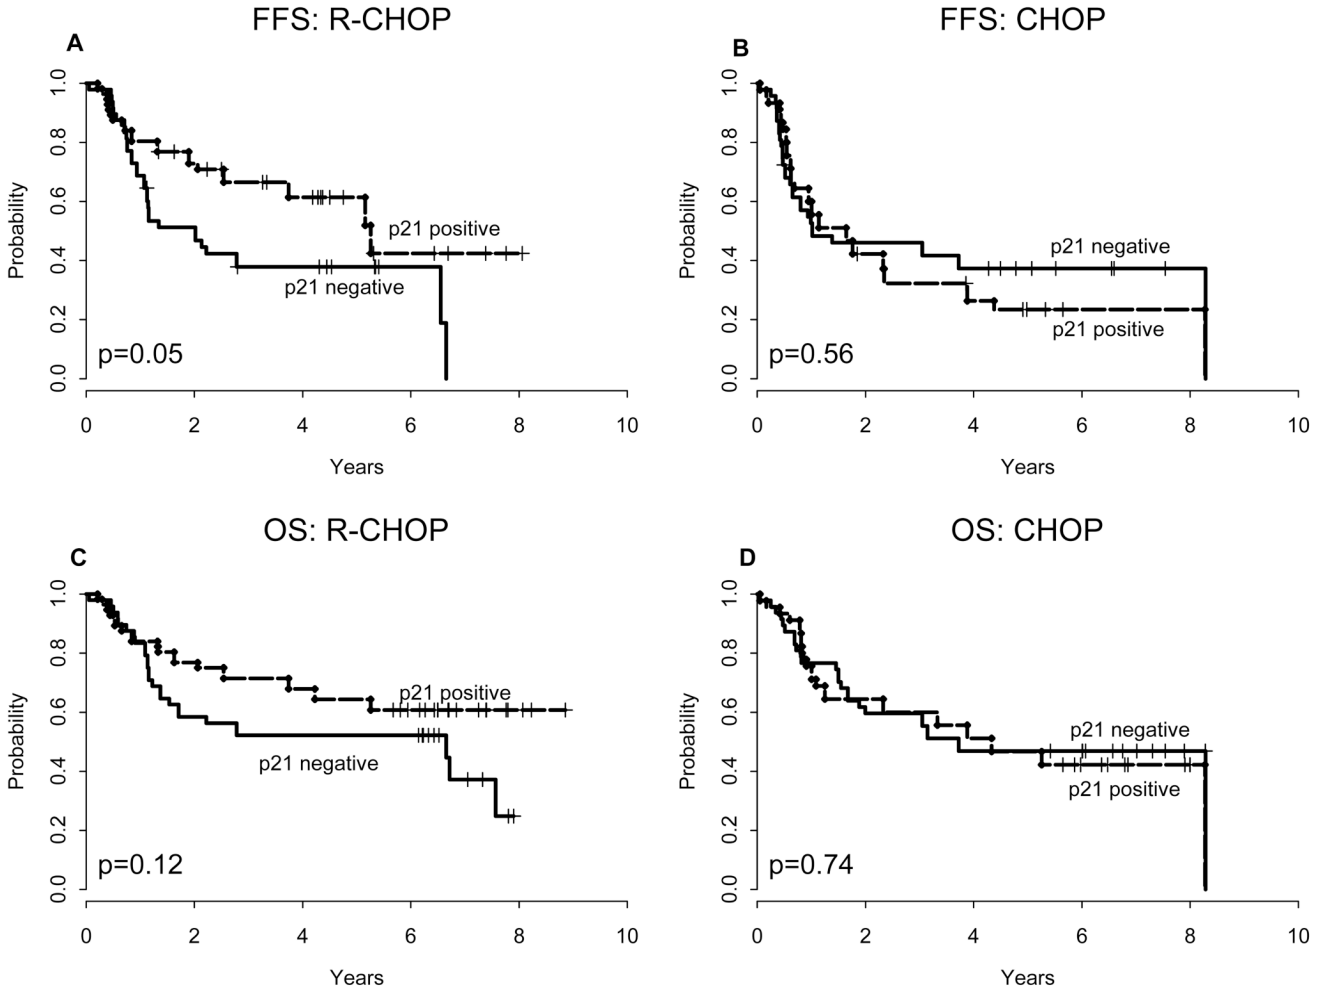 FFS: R-CHOP
A
Probability
1.0
0.8
0.6
0.4
0.2
0.0
p21 positive
p21 negative
p=0.05
0 2 4 6 8 10
Years
FFS: CHOP
B
Probability
1.0
0.8
0.6
0.4
0.2
0.0
p21 negative
p21 positive
p=0.56
0 2 4 6 8 10
Years
OS: R-CHOP
C
Probability
1.0
0.8
0.6
0.4
0.2
0.0
p21 positive
p21 negative
p=0.12
0 2 4 6 8 10
Years
OS: CHOP
D
Probability
1.0
0.8
0.6
0.4
0.2
0.0
p21 negative
p21 positive
p=0.74
0 2 4 6 8 10
Years